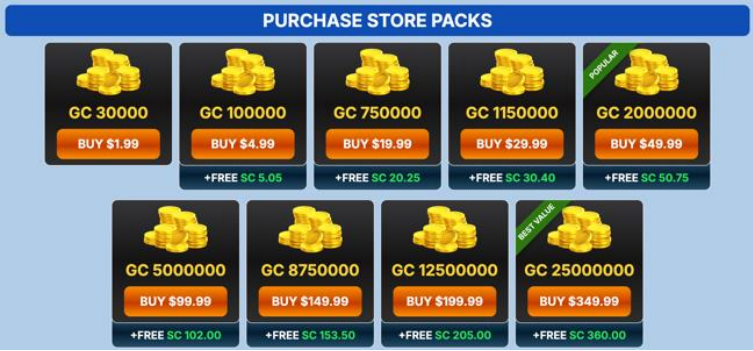 PURCHASE STORE PACKS
GC 30000
BUY $1.99
GC 100000
BUY $4.99
+FREE SC 5.05
GC 750000
BUY $19.99
+FREE SC 20.25
GC 1150000
BUY $29.99
+FREE SC 30.40
POPULAR
GC 2000000
BUY $49.99
+FREE SC 50.75
GC 5000000
BUY $99.99
+FREE SC 102.00
GC 8750000
BUY $149.99
+FREE SC 153.50
GC 12500000
BUY $199.99
+FREE SC 205.00
BEST VALUE
GC 25000000
BUY $349.99
+FREE SC 360.00